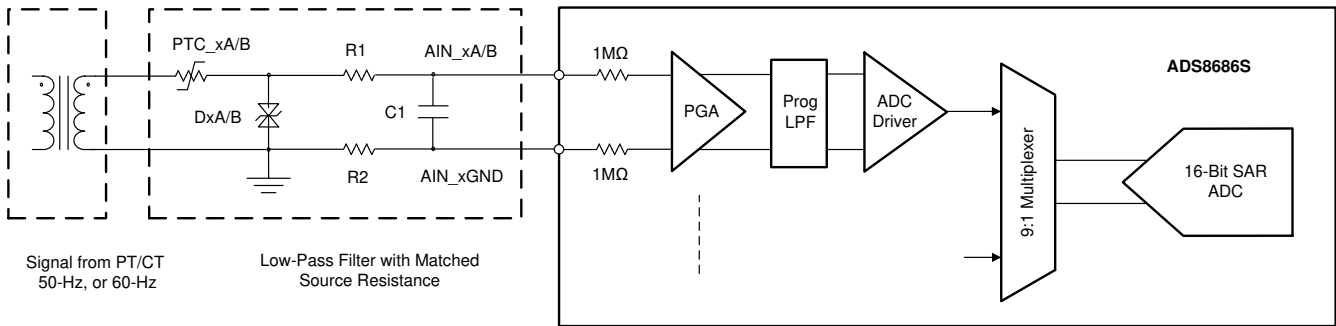 PTC_xA/B
R1
AIN_xA/B
1MΩ
ADS8686S
DxA/B
C1
PGA
Prog
LPF
ADC
Driver
9:1 Multiplexer
16-Bit SAR
ADC
R2
AIN_xGND
1MΩ
Signal from PT/CT
50-Hz, or 60-Hz
Low-Pass Filter with Matched
Source Resistance